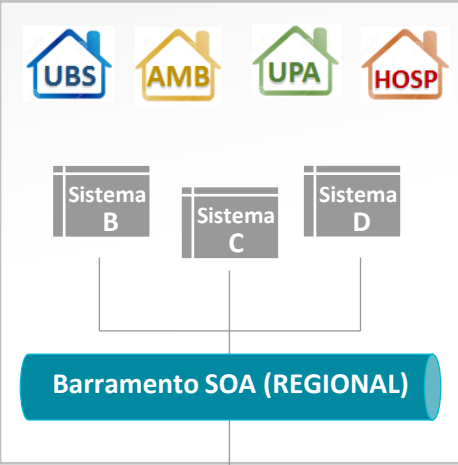 UBS
AMB
UPA
HOSP
Sistema
B
Sistema
C
Sistema
D
Barramento SOA (REGIONAL)